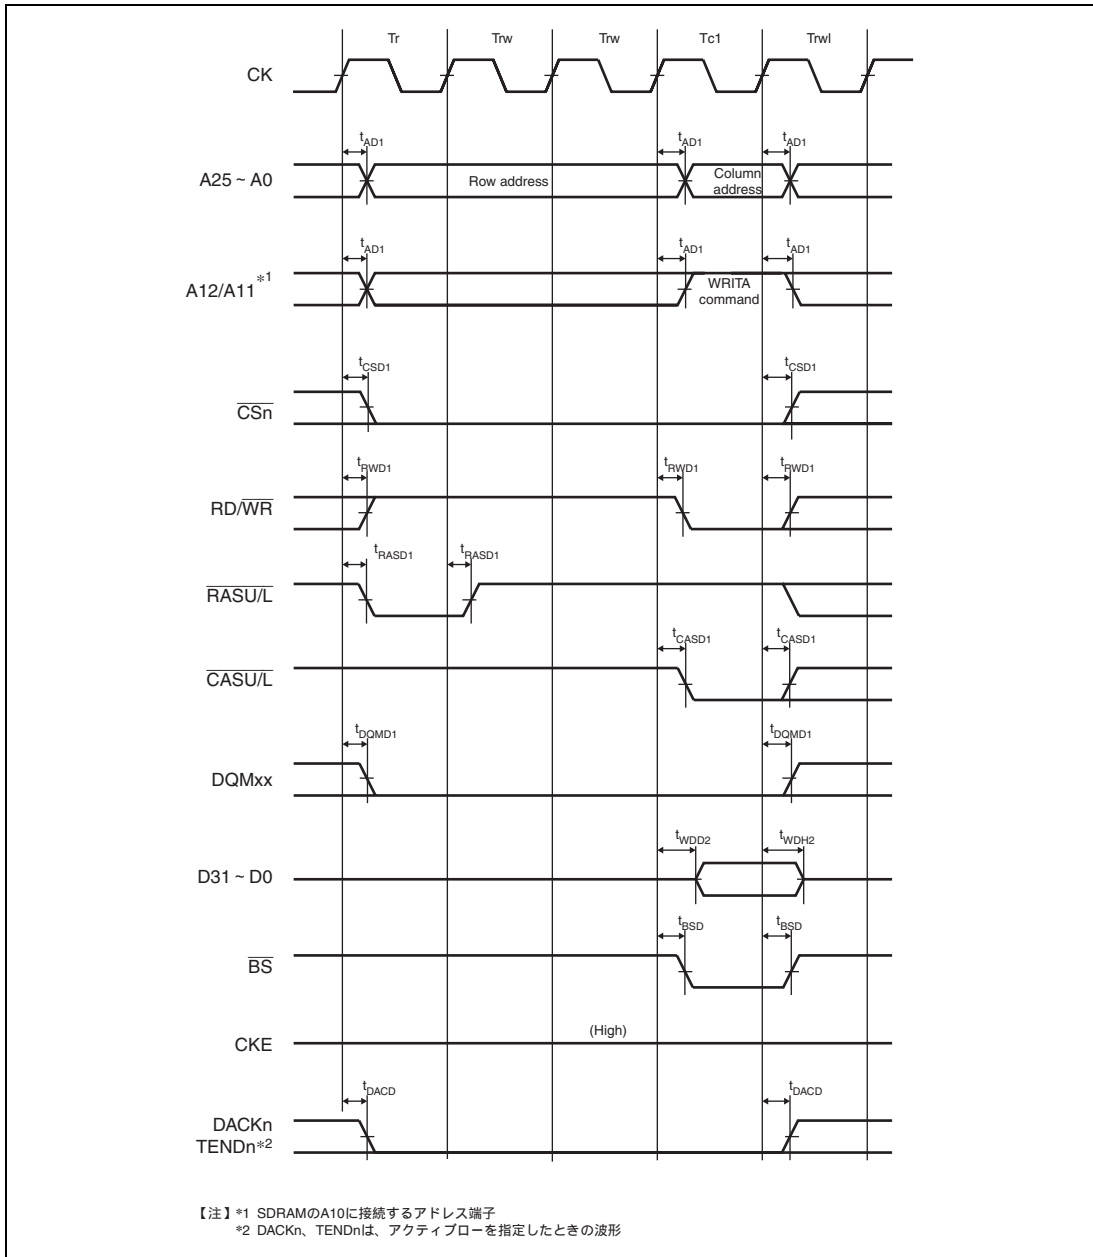 Tr Trw Trw Tc1 Trwl
CK
tAD1 tAD1 tAD1
A25 ~ A0 Row address Column address
tAD1 tAD1 tAD1
A12/A11*1 WRITA command
tCSD1 tCSD1
CSn
tRWD1 tRWD1 tRWD1
RD/WR
tRASD1 tRASD1
RASU/L
tCASD1 tCASD1
CASU/L
tDQMD1 tDQMD1
DQMxx
tWDD2 tWDH2
D31 ~ D0
tBSD tBSD
BS
(High)
CKE
tDACD tDACD
DACKn
TENDn*2
【注】*1 SDRAMのA10に接続するアドレス端子
*2 DACKn、TENDnは、アクティブローを指定したときの波形